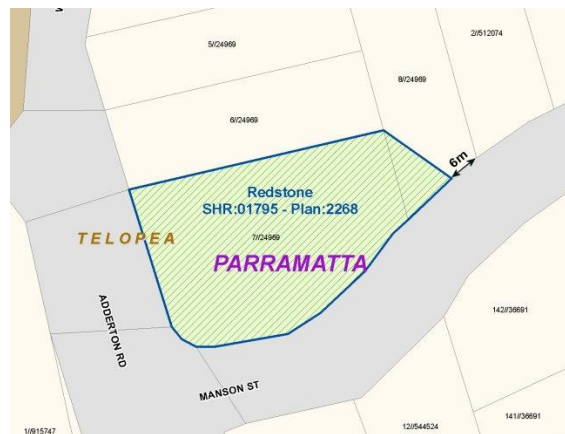 5//24969
2//512074
8//24969
6//24969
6m
Redstone
SHR:01795 - Plan:2268
TELOPEA
7//24969
PARRAMATTA
ADDERTON RD
142//36691
MANSON ST
1//915747
12//544524
141//36691